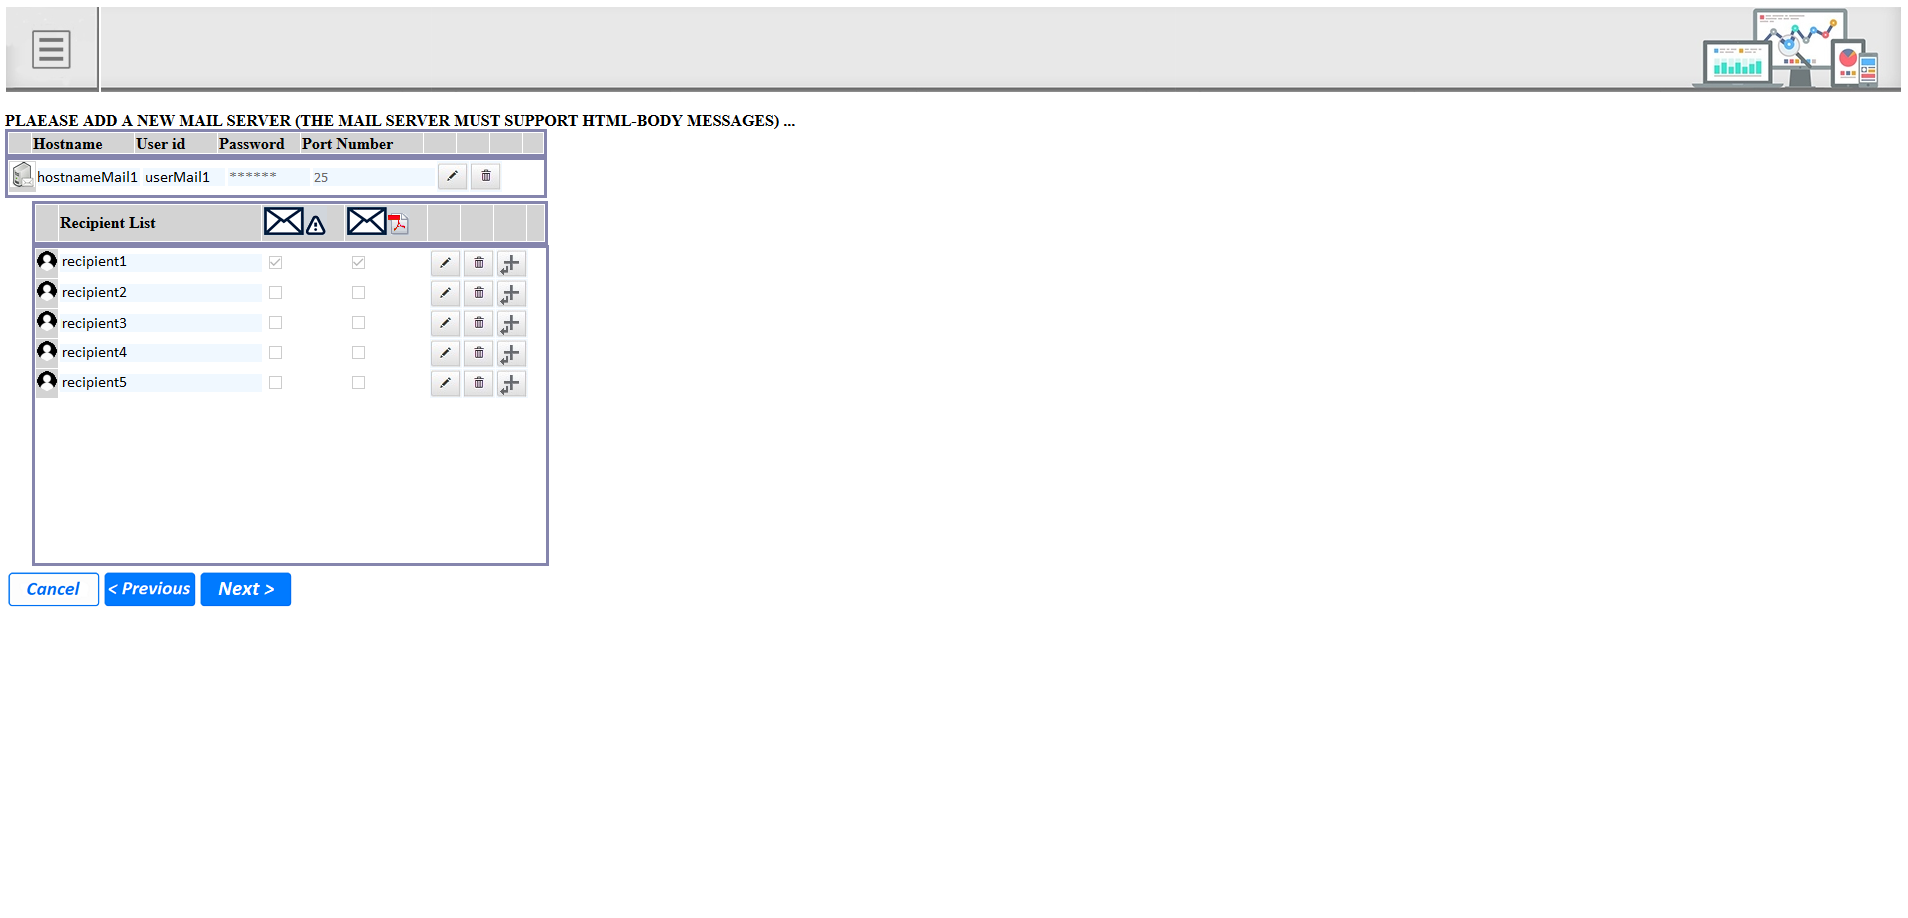 PLAEASE ADD A NEW MAIL SERVER (THE MAIL SERVER MUST SUPPORT HTML-BODY MESSAGES) ...
Hostname User id Password Port Number
hostnameMail1 userMail1 ****** 25
Recipient List
recipient1
recipient2
recipient3
recipient4
recipient5
Cancel < Previous Next >